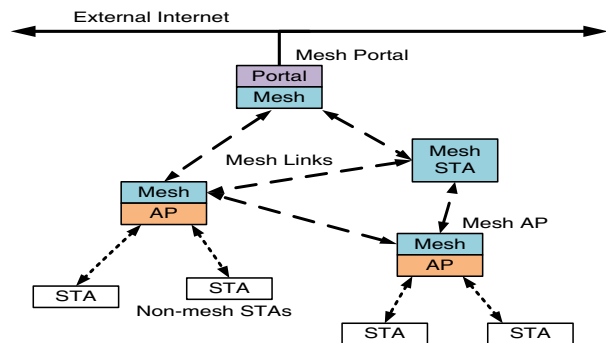 External Internet
Mesh Portal
Portal
Mesh
Mesh Links
Mesh
STA
Mesh
AP
Mesh AP
Mesh
AP
STA
STA
Non-mesh STAs
STA
STA